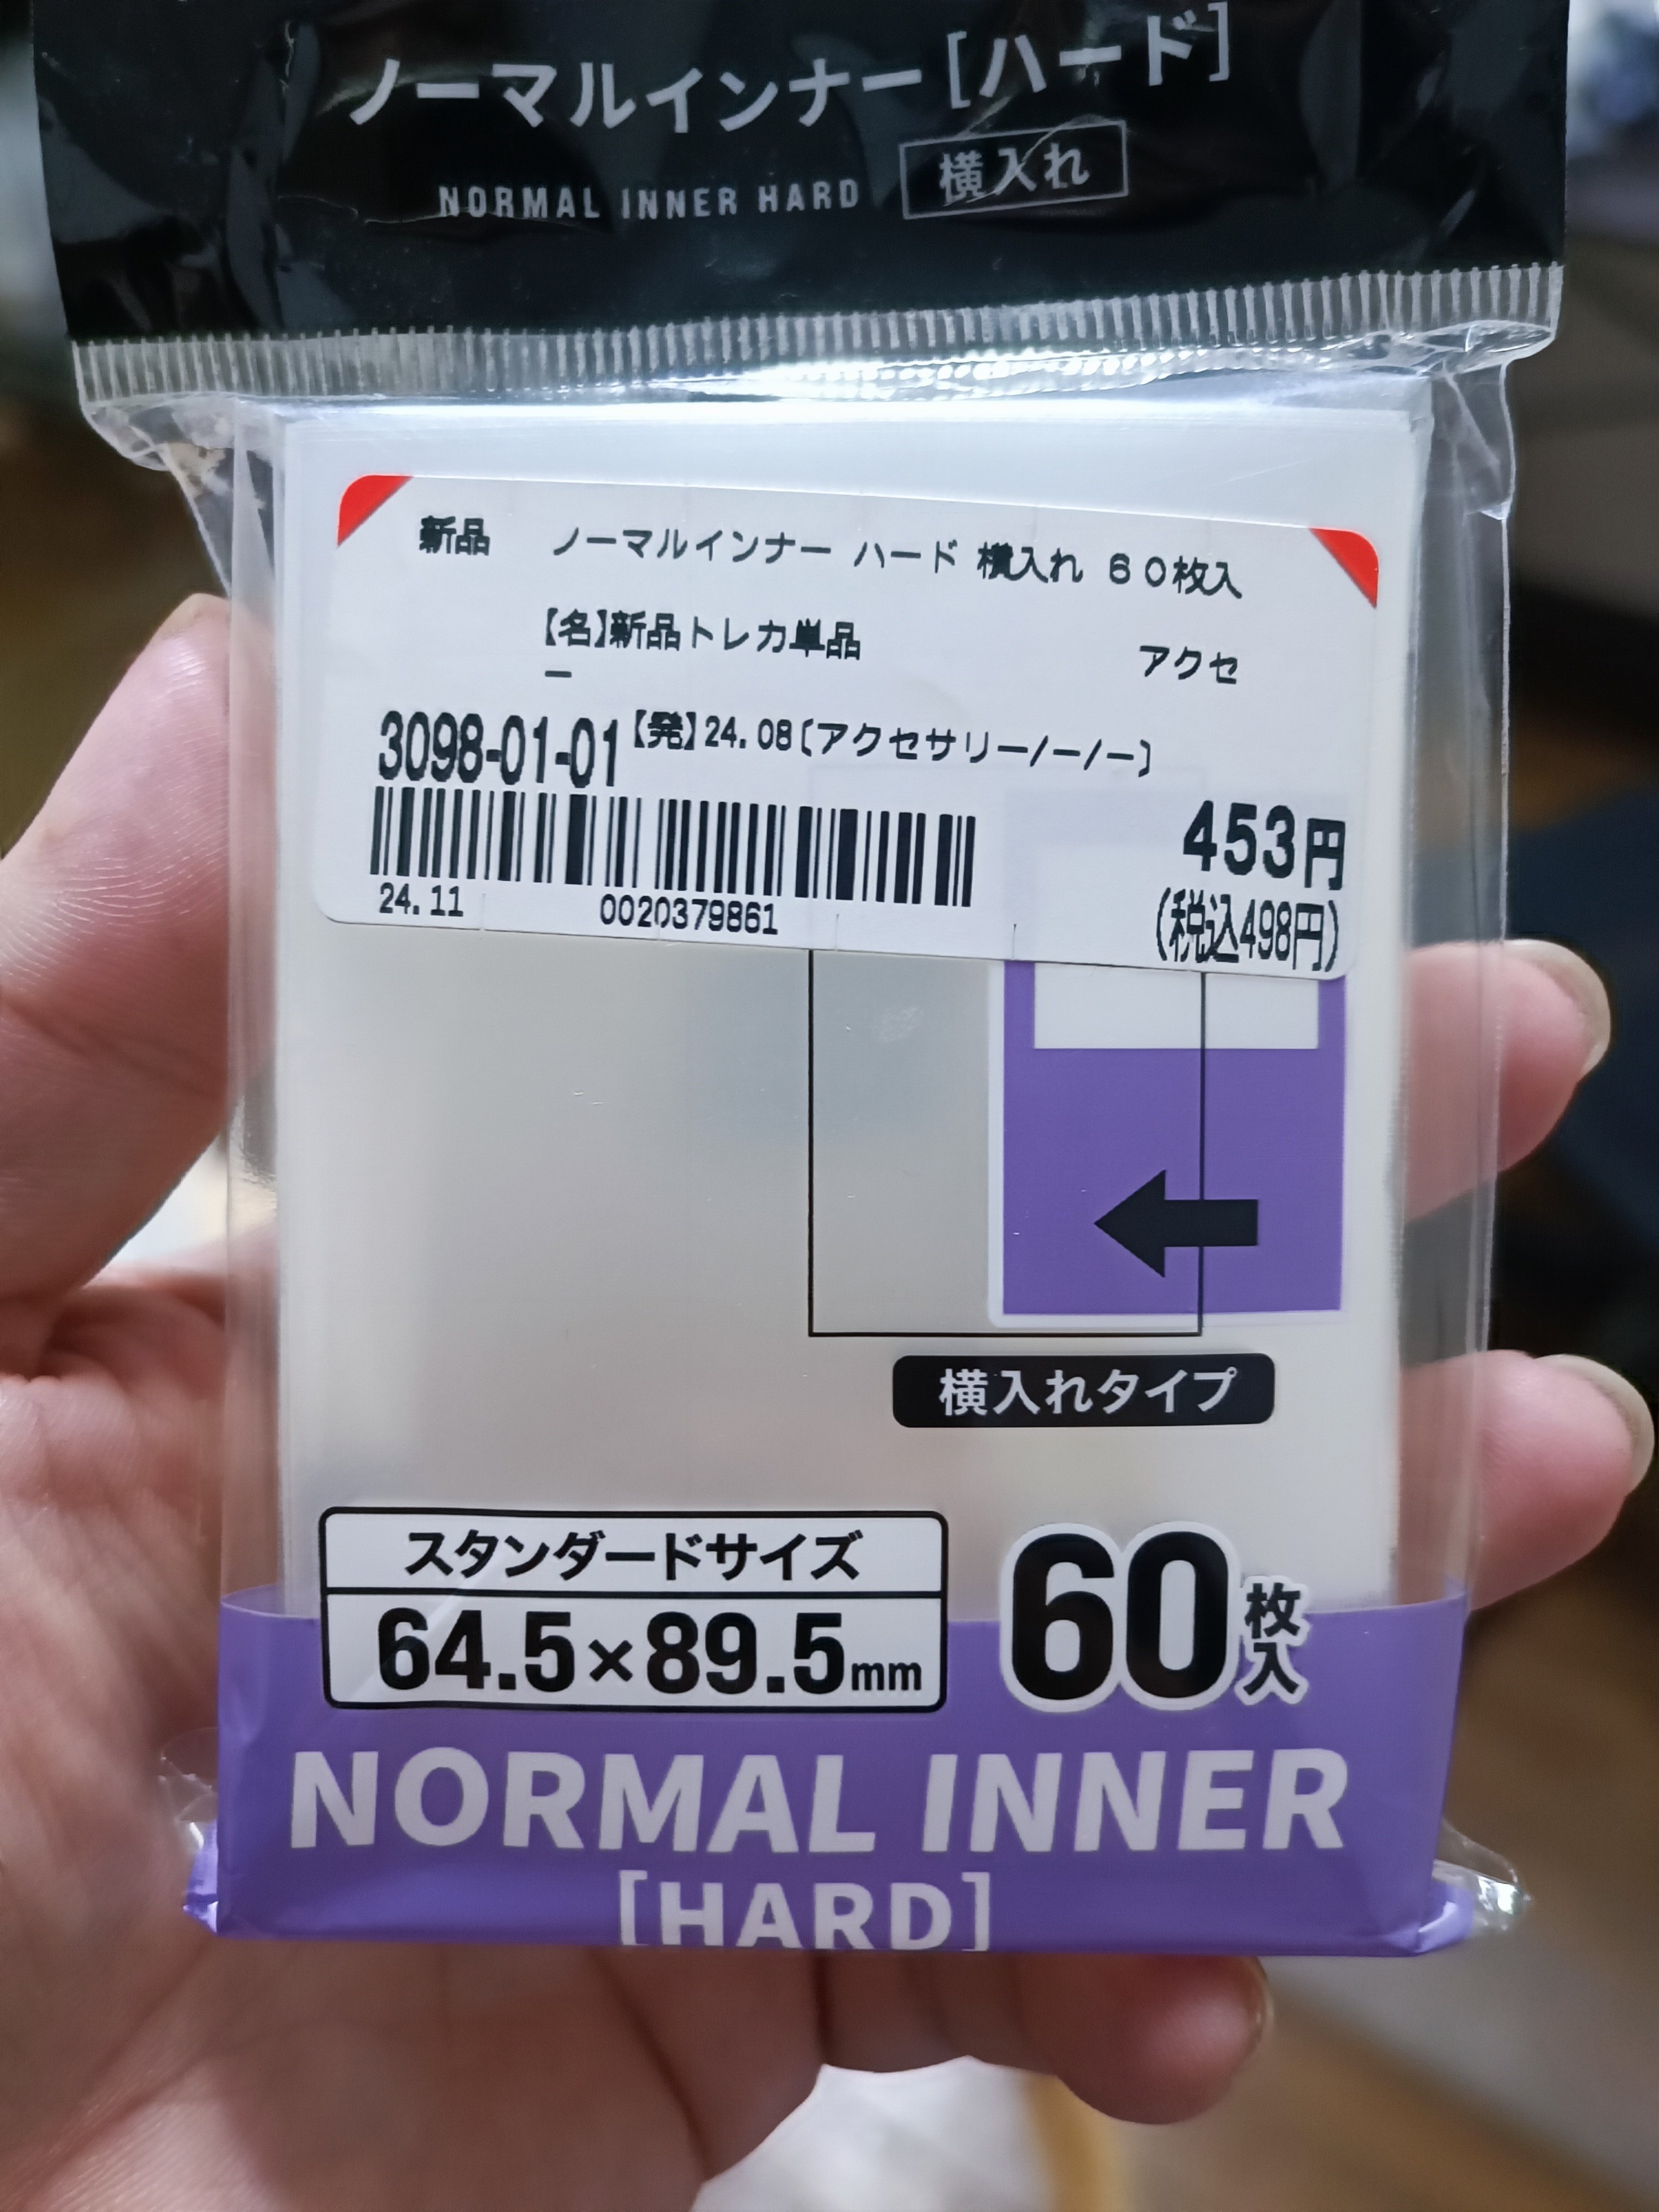 ノーマルインナー[ハード]
NORMAL INNER HARD 横入れ
新品 ノーマルインナー ハード 横入れ 60枚入
【名】新品トレカ単品 アクセ
ー
3098-01-01【発】24.08〔アクセサリー/ー/ー〕
453円
(税込498円)
24.11 0020379861
横入れタイプ
スタンダードサイズ
64.5×89.5mm
60枚入
NORMAL INNER
[HARD]